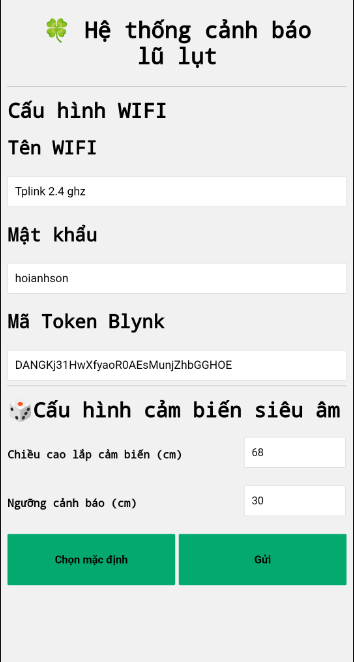 🍀 Hệ thống cảnh báo
lũ lụt
Cấu hình WIFI
Tên WIFI
Tplink 2.4 ghz
Mật khẩu
hoianhson
Mã Token Blynk
DANGKj31HwXfyaoR0AEsMunjZhbGGHOE
🎲Cấu hình cảm biến siêu âm
Chiều cao lắp cảm biến (cm)
68
Ngưỡng cảnh báo (cm)
30
Chọn mặc định
Gửi